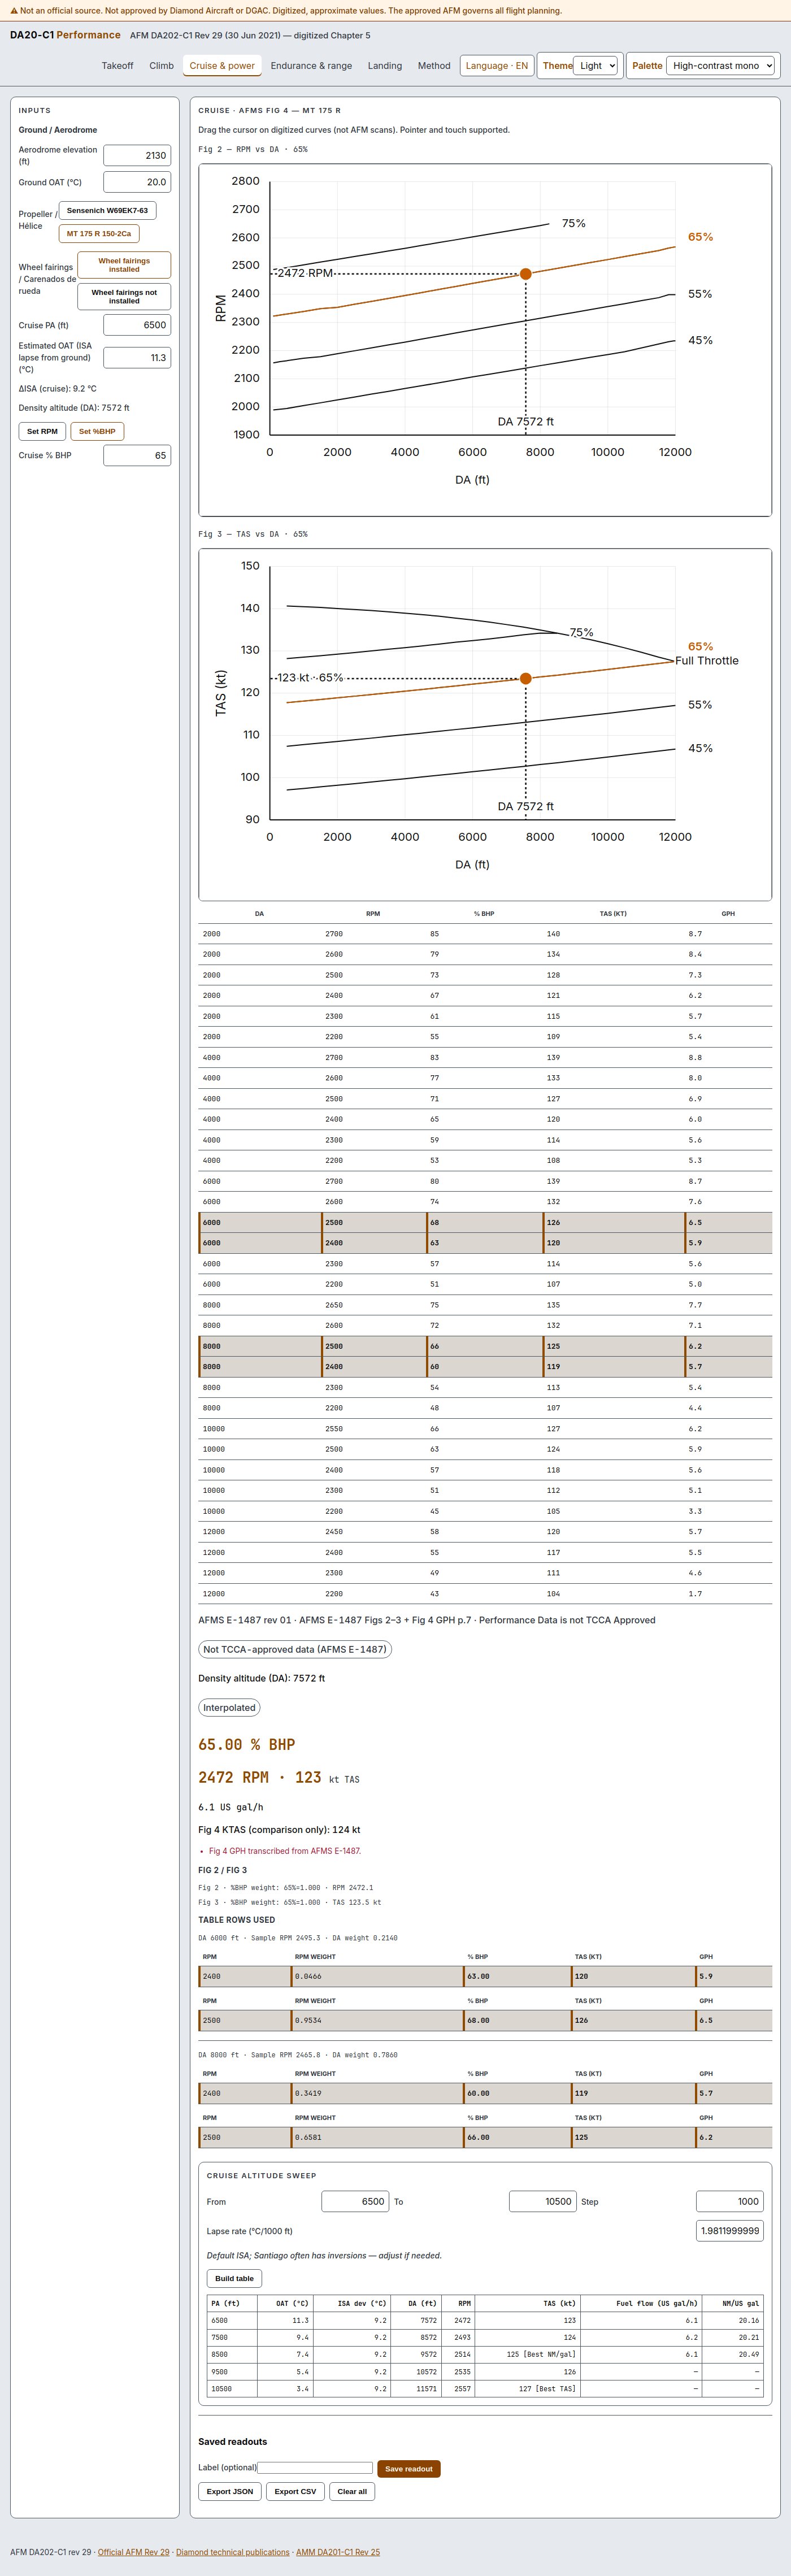 ⚠ Not an official source. Not approved by Diamond Aircraft or DGAC. Digitized, approximate values. The approved AFM governs all flight planning.
DA20-C1 Performance AFM DA202-C1 Rev 29 (30 Jun 2021) — digitized Chapter 5
Takeoff Climb Cruise & power Endurance & range Landing Method Language · EN Theme Light Palette High-contrast mono
INPUTS
Ground / Aerodrome
Aerodrome elevation (ft) 2130
Ground OAT (°C) 20.0
Propeller / Hélice
Sensenich W69EK7-63
MT 175 R 150-2Ca
Wheel fairings / Carenados de rueda
Wheel fairings installed
Wheel fairings not installed
Cruise PA (ft) 6500
Estimated OAT (ISA lapse from ground) (°C) 11.3
ΔISA (cruise): 9.2 °C
Density altitude (DA): 7572 ft
Set RPM Set %BHP
Cruise % BHP 65
CRUISE · AFMS FIG 4 — MT 175 R
Drag the cursor on digitized curves (not AFM scans). Pointer and touch supported.
Fig 2 — RPM vs DA · 65%
2800
2700
2600
2500
2400
2300
2200
2100
2000
1900
RPM
75%
65%
55%
45%
2472 RPM
DA 7572 ft
0 2000 4000 6000 8000 10000 12000
DA (ft)
Fig 3 — TAS vs DA · 65%
150
140
130
120
110
100
90
TAS (kt)
75%
65%
Full Throttle
55%
45%
123 kt · 65%
DA 7572 ft
0 2000 4000 6000 8000 10000 12000
DA (ft)
DA RPM % BHP TAS (KT) GPH
2000 2700 85 140 8.7
2000 2600 79 134 8.4
2000 2500 73 128 7.3
2000 2400 67 121 6.2
2000 2300 61 115 5.7
2000 2200 55 109 5.4
4000 2700 83 139 8.8
4000 2600 77 133 8.0
4000 2500 71 127 6.9
4000 2400 65 120 6.0
4000 2300 59 114 5.6
4000 2200 53 108 5.3
6000 2700 80 139 8.7
6000 2600 74 132 7.6
6000 2500 68 126 6.5
6000 2400 63 120 5.9
6000 2300 57 114 5.6
6000 2200 51 107 5.0
8000 2650 75 135 7.7
8000 2600 72 132 7.1
8000 2500 66 125 6.2
8000 2400 60 119 5.7
8000 2300 54 113 5.4
8000 2200 48 107 4.4
10000 2550 66 127 6.2
10000 2500 63 124 5.9
10000 2400 57 118 5.6
10000 2300 51 112 5.1
10000 2200 45 105 3.3
12000 2450 58 120 5.7
12000 2400 55 117 5.5
12000 2300 49 111 4.6
12000 2200 43 104 1.7
AFMS E-1487 rev 01 · AFMS E-1487 Figs 2–3 + Fig 4 GPH p.7 · Performance Data is not TCCA Approved
Not TCCA-approved data (AFMS E-1487)
Density altitude (DA): 7572 ft
Interpolated
65.00 % BHP
2472 RPM · 123 kt TAS
6.1 US gal/h
Fig 4 KTAS (comparison only): 124 kt
• Fig 4 GPH transcribed from AFMS E-1487.
FIG 2 / FIG 3
Fig 2 · %BHP weight: 65%=1.000 · RPM 2472.1
Fig 3 · %BHP weight: 65%=1.000 · TAS 123.5 kt
TABLE ROWS USED
DA 6000 ft · Sample RPM 2495.3 · DA weight 0.2140
RPM RPM WEIGHT % BHP TAS (KT) GPH
2400 0.0466 63.00 120 5.9
RPM RPM WEIGHT % BHP TAS (KT) GPH
2500 0.9534 68.00 126 6.5
DA 8000 ft · Sample RPM 2465.8 · DA weight 0.7860
RPM RPM WEIGHT % BHP TAS (KT) GPH
2400 0.3419 60.00 119 5.7
RPM RPM WEIGHT % BHP TAS (KT) GPH
2500 0.6581 66.00 125 6.2
CRUISE ALTITUDE SWEEP
From 6500 To 10500 Step 1000
Lapse rate (°C/1000 ft) 1.9811999999
Default ISA; Santiago often has inversions — adjust if needed.
Build table
PA (ft) OAT (°C) ISA dev (°C) DA (ft) RPM TAS (kt) Fuel flow (US gal/h) NM/US gal
6500 11.3 9.2 7572 2472 123 6.1 20.16
7500 9.4 9.2 8572 2493 124 6.2 20.21
8500 7.4 9.2 9572 2514 125 [Best NM/gal] 6.1 20.49
9500 5.4 9.2 10572 2535 126 — —
10500 3.4 9.2 11571 2557 127 [Best TAS] — —
Saved readouts
Label (optional) Save readout
Export JSON Export CSV Clear all
AFM DA202-C1 rev 29 · Official AFM Rev 29 · Diamond technical publications · AMM DA201-C1 Rev 25